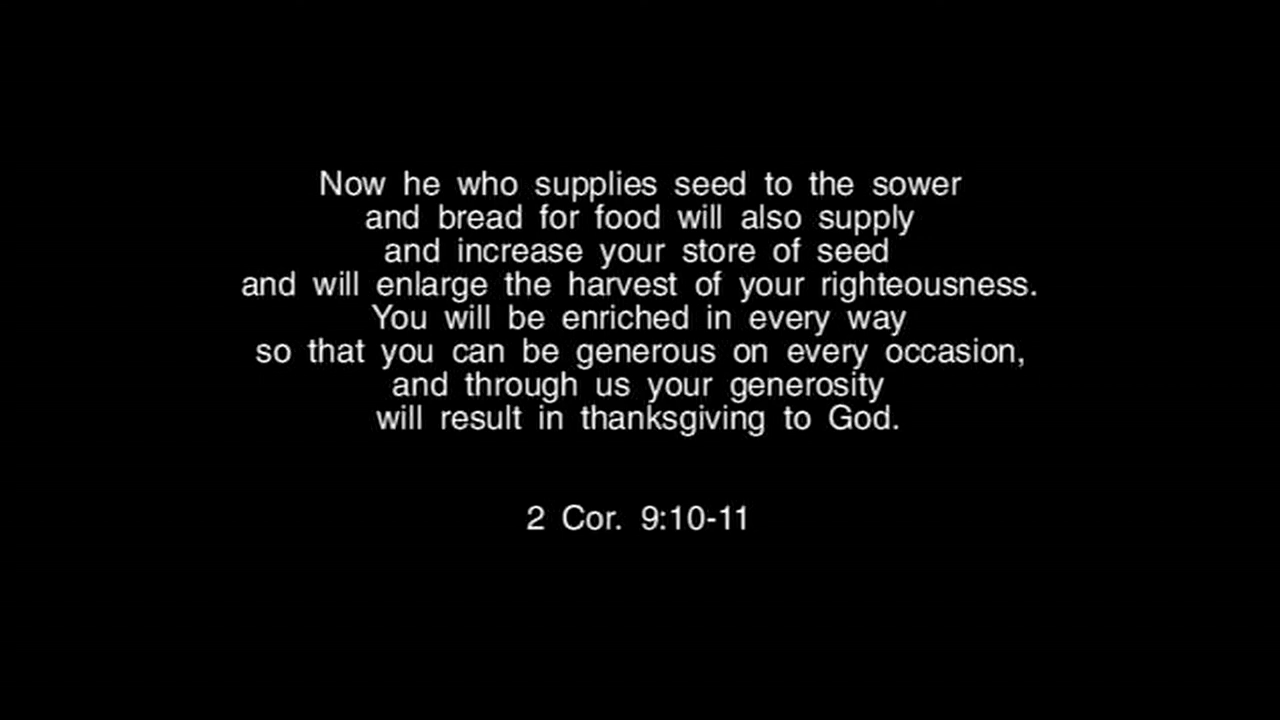 Now he who supplies seed to the sower
and bread for food will also supply
and increase your store of seed
and will enlarge the harvest of your righteousness.
You will be enriched in every way
so that you can be generous on every occasion,
and through us your generosity
will result in thanksgiving to God.
2 Cor. 9:10-11